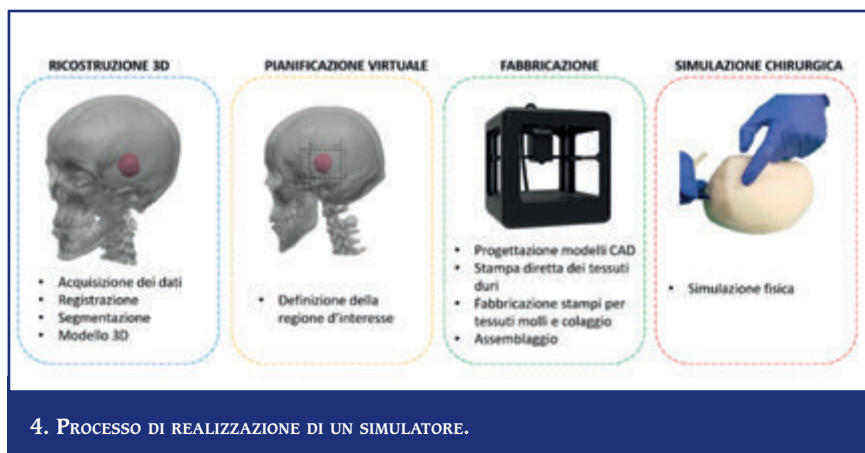 RICOSTRUZIONE 3D
• Acquisizione dei dati
• Registrazione
• Segmentazione
• Modello 3D
PIANIFICAZIONE VIRTUALE
• Definizione della
regione d'interesse
FABBRICAZIONE
• Progettazione modelli CAD
• Stampa diretta dei tessuti
duri
• Fabbricazione stampi per
tessuti molli e colaggio
• Assemblaggio
SIMULAZIONE CHIRURGICA
• Simulazione fisica
4. Processo di realizzazione di un simulatore.